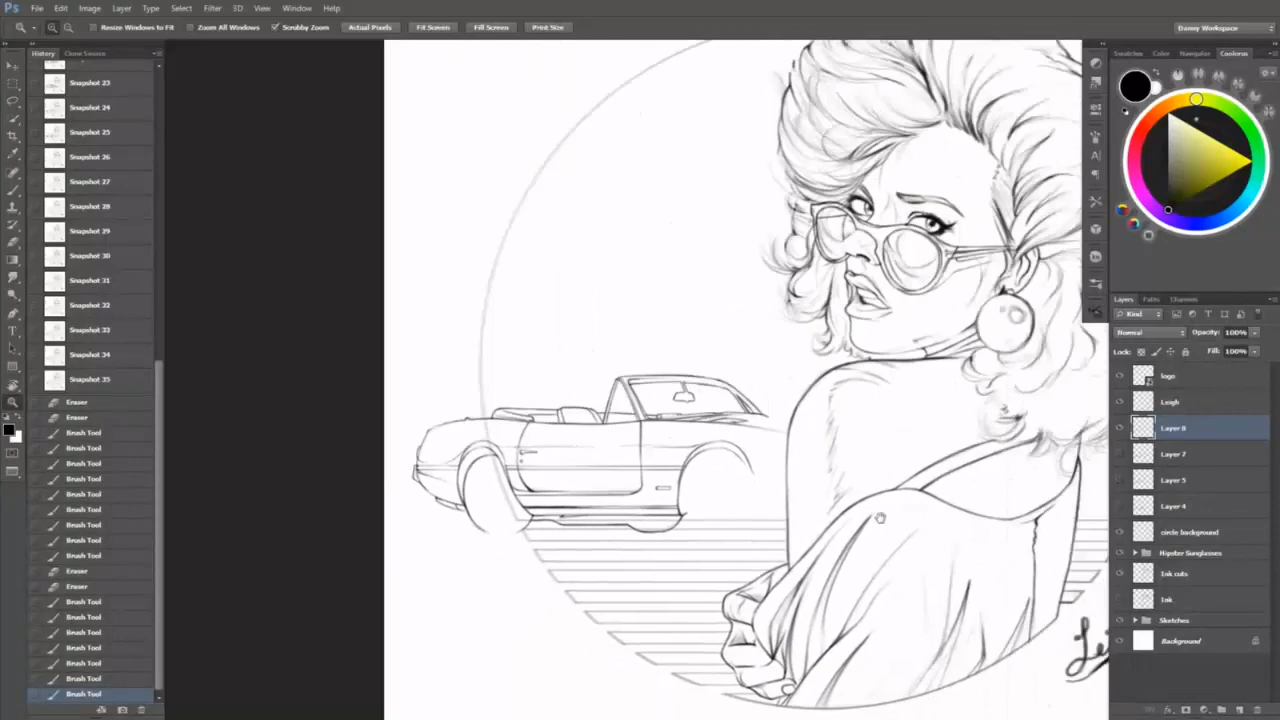 Ps File Edit Image Layer Type Select Filter 3D View Window Help
Resize Windows to Fit Zoom All Windows Scrubby Zoom Actual Pixels Fit Screen Fill Screen Print Size Danny Workspace
History Clone Source
Snapshot 23
Snapshot 24
Snapshot 25
Snapshot 26
Snapshot 27
Snapshot 28
Snapshot 29
Snapshot 30
Snapshot 31
Snapshot 32
Snapshot 33
Snapshot 34
Snapshot 35
Eraser
Eraser
Brush Tool
Brush Tool
Brush Tool
Brush Tool
Brush Tool
Brush Tool
Brush Tool
Brush Tool
Brush Tool
Eraser
Eraser
Brush Tool
Brush Tool
Brush Tool
Brush Tool
Brush Tool
Brush Tool
Brush Tool
Swatches Color Navigator Coolorus
Layers Paths Channels
Kind
Normal Opacity: 100%
Lock: Fill: 100%
logo
Leigh
Layer 8
Layer 7
Layer 5
Layer 4
circle background
Hipster Sunglasses
Ink cuts
Ink
Sketches
Background